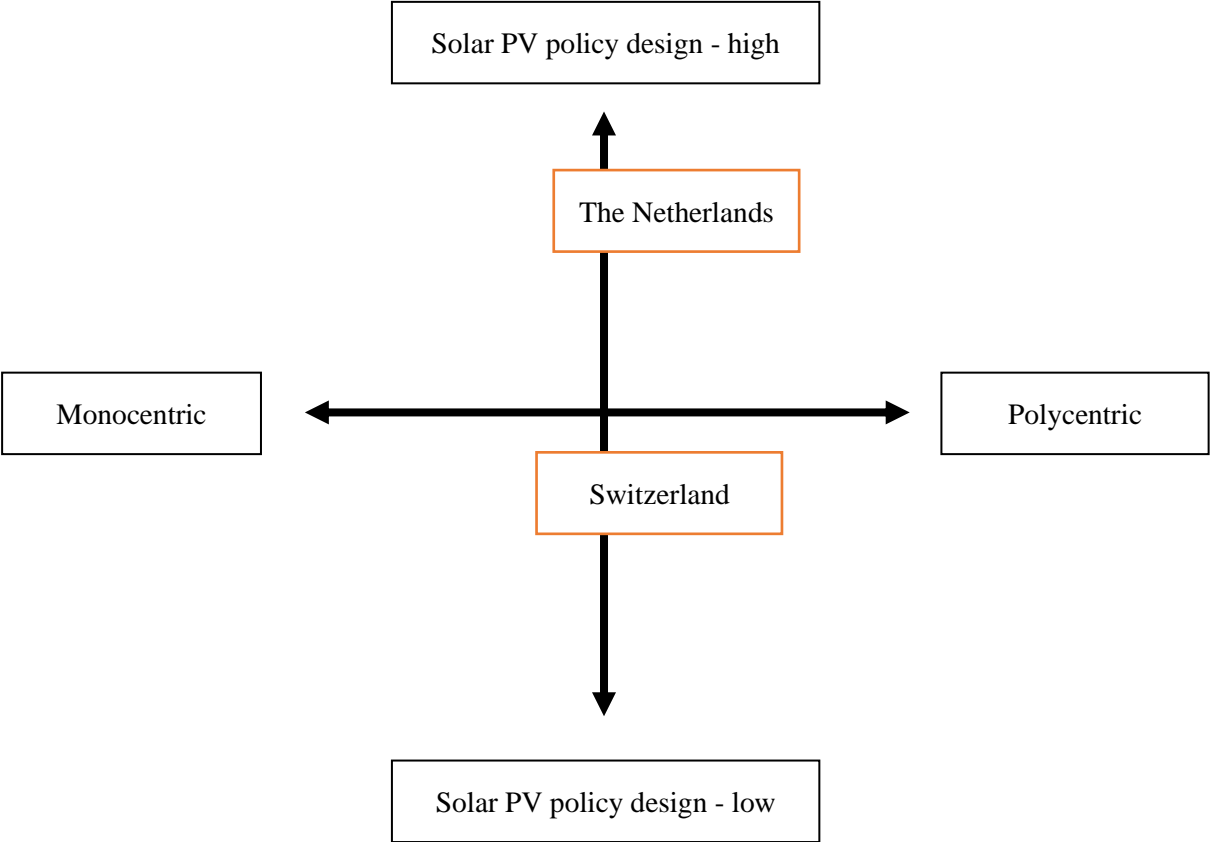 Solar PV policy design - high
The Netherlands
Monocentric
Polycentric
Switzerland
Solar PV policy design - low